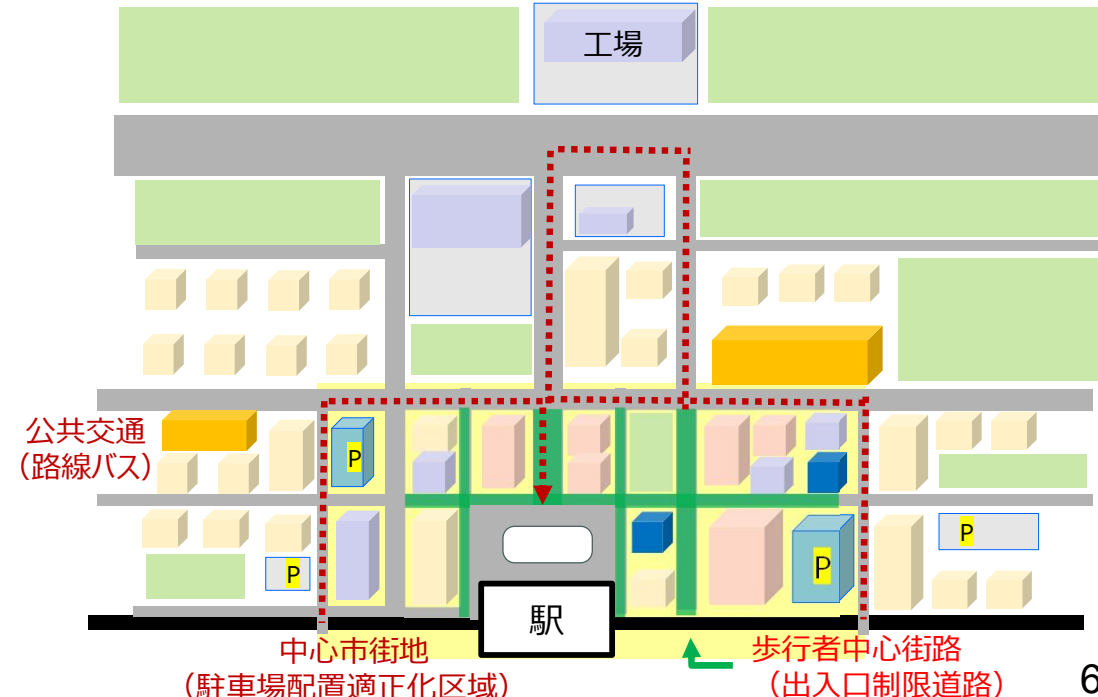 工場
公共交通
（路線バス）
P
P
P
P
駅
中心市街地
（駐車場配置適正化区域）
歩行者中心街路
（出入口制限道路）
6